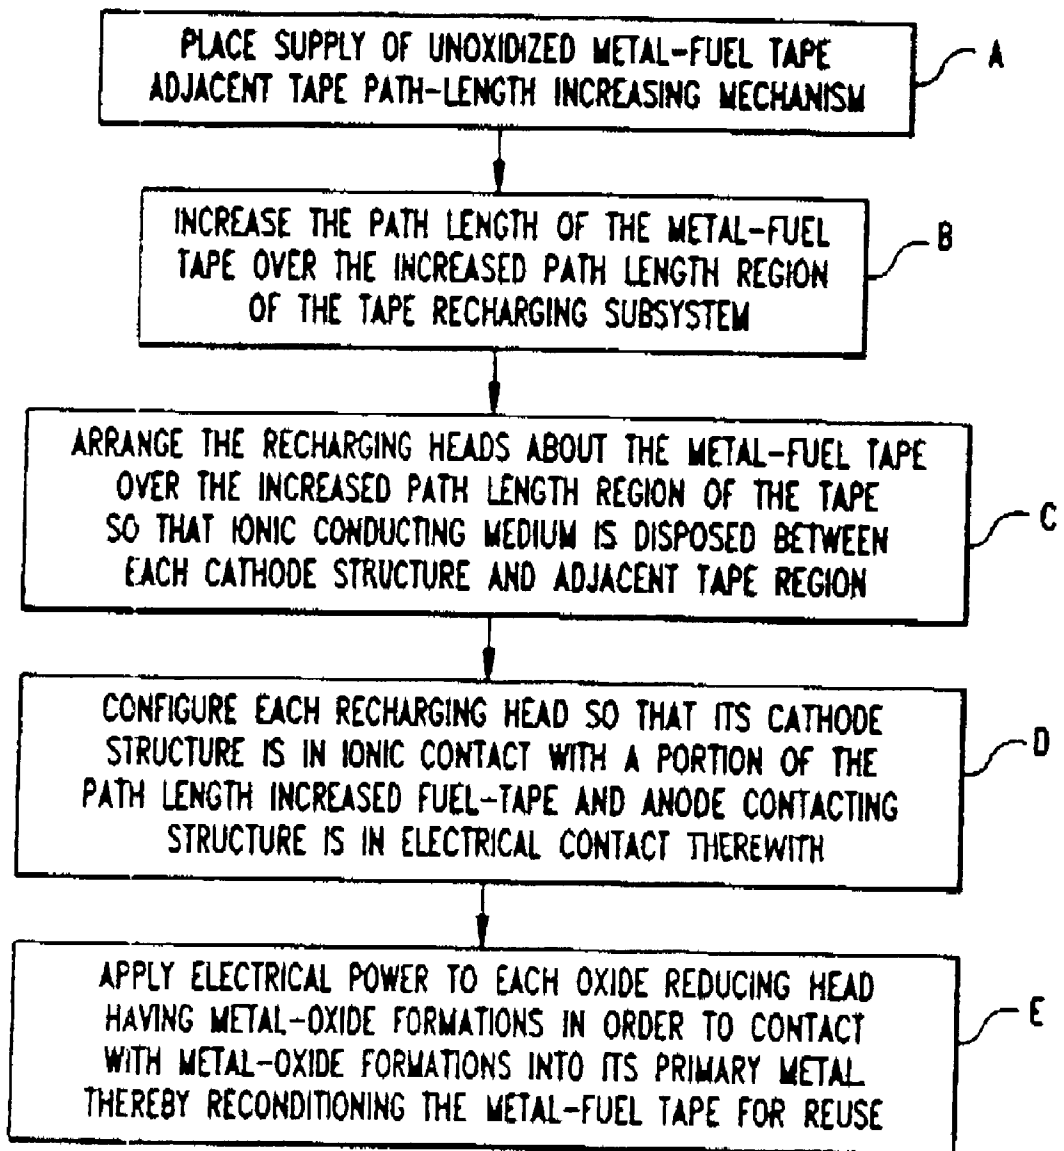 PLACE SUPPLY OF UNOXIDIZED METAL-FUEL TAPE
ADJACENT TAPE PATH-LENGTH INCREASING MECHANISM
A
INCREASE THE PATH LENGTH OF THE METAL-FUEL
TAPE OVER THE INCREASED PATH LENGTH REGION
OF THE TAPE RECHARGING SUBSYSTEM
B
ARRANGE THE RECHARGING HEADS ABOUT THE METAL-FUEL TAPE
OVER THE INCREASED PATH LENGTH REGION OF THE TAPE
SO THAT IONIC CONDUCTING MEDIUM IS DISPOSED BETWEEN
EACH CATHODE STRUCTURE AND ADJACENT TAPE REGION
C
CONFIGURE EACH RECHARGING HEAD SO THAT ITS CATHODE
STRUCTURE IS IN IONIC CONTACT WITH A PORTION OF THE
PATH LENGTH INCREASED FUEL-TAPE AND ANODE CONTACTING
STRUCTURE IS IN ELECTRICAL CONTACT THEREWITH
D
APPLY ELECTRICAL POWER TO EACH OXIDE REDUCING HEAD
HAVING METAL-OXIDE FORMATIONS IN ORDER TO CONTACT
WITH METAL-OXIDE FORMATIONS INTO ITS PRIMARY METAL
THEREBY RECONDITIONING THE METAL-FUEL TAPE FOR REUSE
E